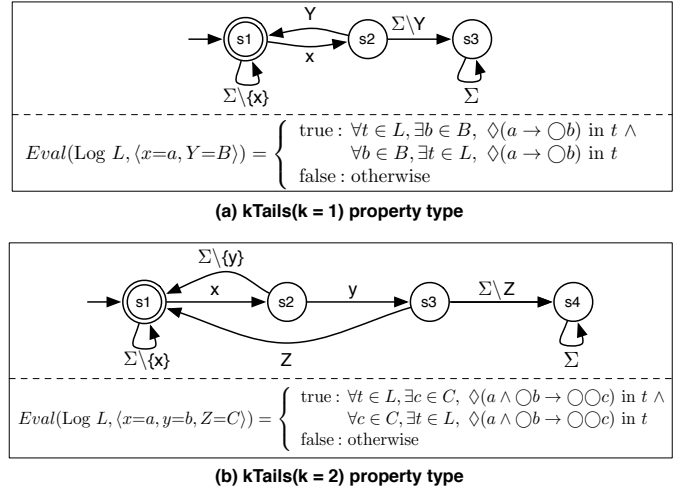 Y
Σ\Y
s1 s2 s3
x
Σ\{x}
Σ
true : ∀t ∈ L, ∃b ∈ B, ◊(a → ◯b) in t ∧
Eval(Log L, ⟨x=a, Y=B⟩) = { ∀b ∈ B, ∃t ∈ L, ◊(a → ◯b) in t
false : otherwise
(a) kTails(k = 1) property type
Σ\{y}
x y Σ\Z
s1 s2 s3 s4
Σ\{x}
Z
Σ
true : ∀t ∈ L, ∃c ∈ C, ◊(a ∧ ◯b → ◯◯c) in t ∧
Eval(Log L, ⟨x=a, y=b, Z=C⟩) = { ∀c ∈ C, ∃t ∈ L, ◊(a ∧ ◯b → ◯◯c) in t
false : otherwise
(b) kTails(k = 2) property type